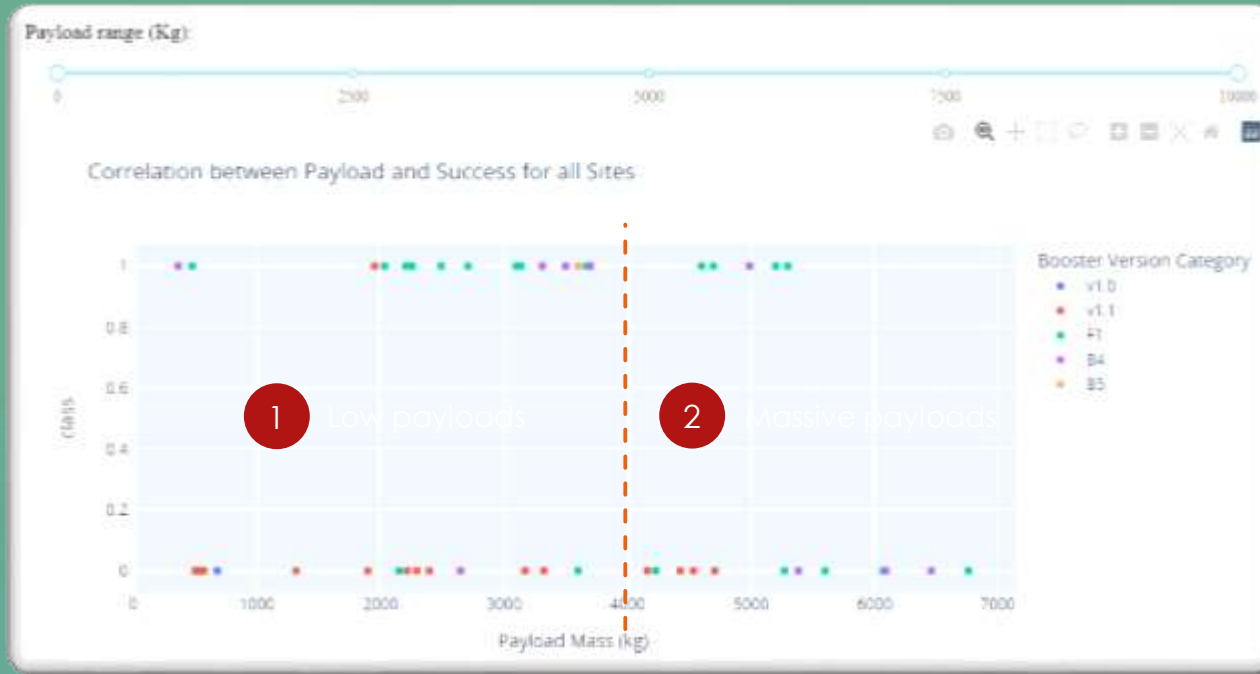 Payload range (Kg):
0 2500 5000 7500 10000
Correlation between Payload and Success for all Sites
Booster Version Category
v1.0
v1.1
FT
B4
B5
1
0.8
0.6
0.4
0.2
0
class
1 Low payloads
2 Massive payloads
0 1000 2000 3000 4000 5000 6000 7000
Payload Mass (kg)